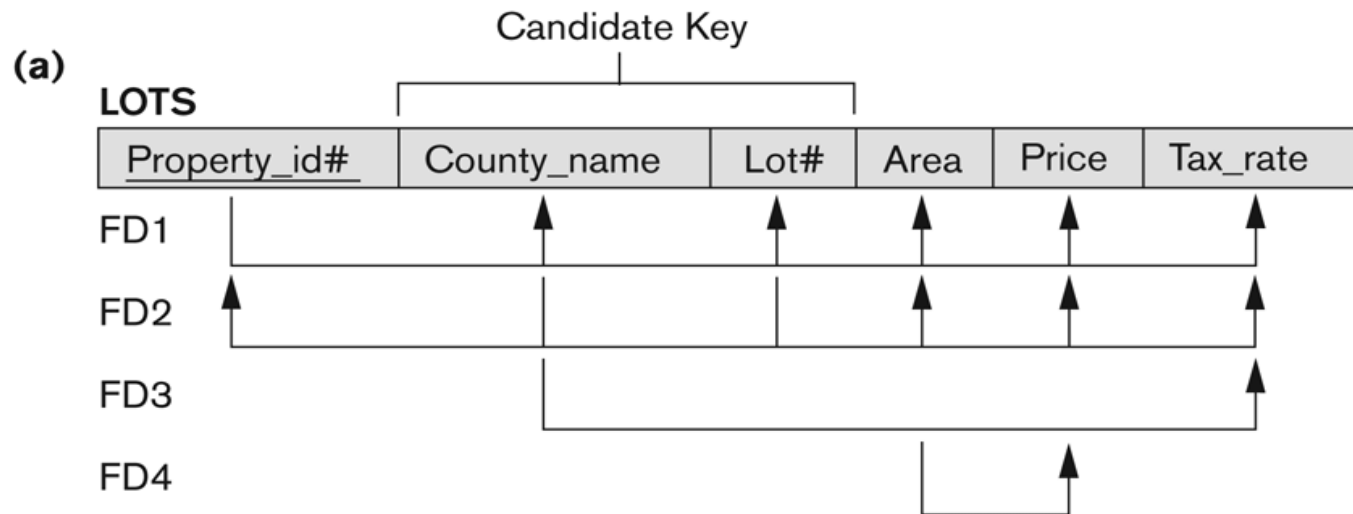 Candidate Key
(a)
LOTS
Property_id# County_name Lot# Area Price Tax_rate
FD1
FD2
FD3
FD4